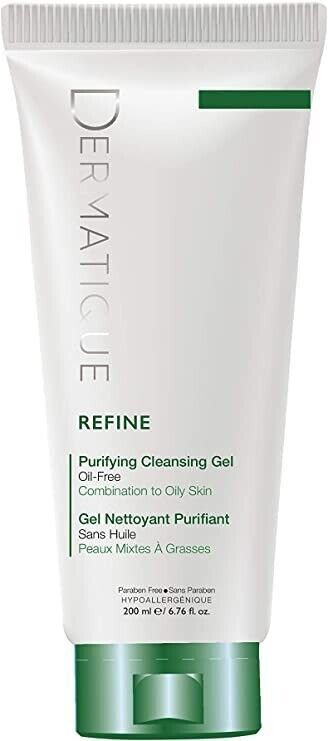 DERMATIQUE
REFINE
Purifying Cleansing Gel
Oil-Free
Combination to Oily Skin
Gel Nettoyant Purifiant
Sans Huile
Peaux Mixtes À Grasses
Paraben Free●Sans Paraben
HYPOALLERGÉNIQUE
200 ml ℮/ 6.76 fl. oz.